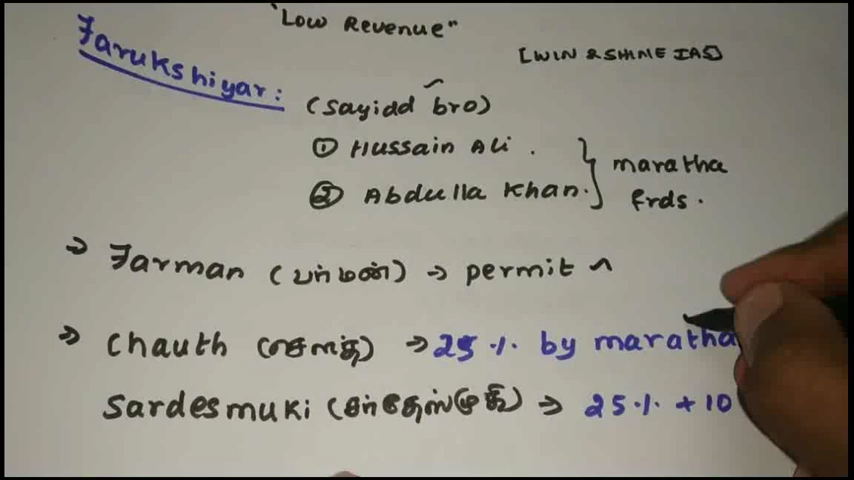 "Low Revenue"
[WIN & SHINE IAS]
Farukshiyar:
(Sayidd bro)
① Hussain Ali.
② Abdulla Khan.
maratha
frds.
→ Farman (பர்மன்) → permit
→ Chauth (சௌத்) → 25 % by maratha
Sardesmuki (சர்தேஸ்முகி) → 25% + 10